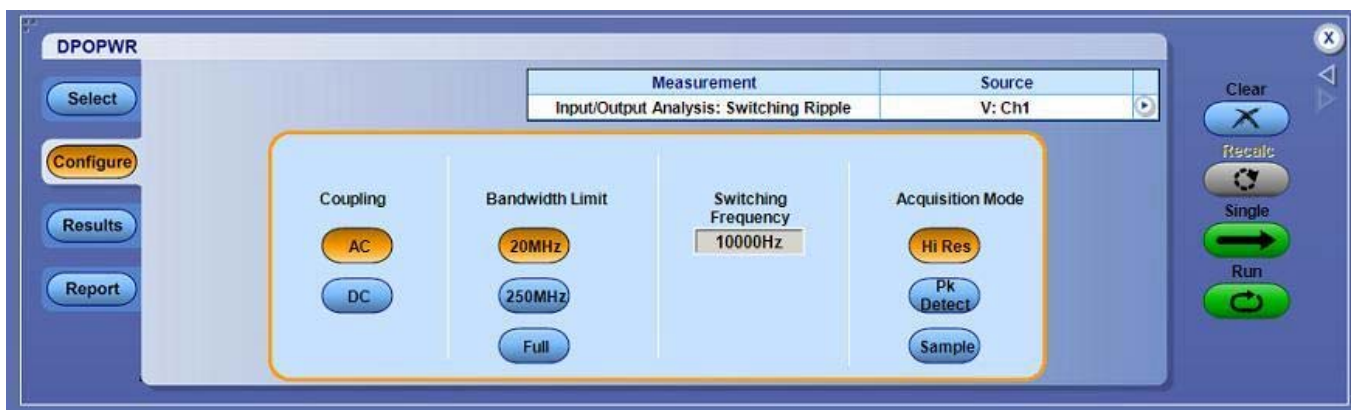 DPOPWR
Select
Configure
Results
Report
Measurement Source
Input/Output Analysis: Switching Ripple V: Ch1
Coupling
AC
DC
Bandwidth Limit
20MHz
250MHz
Full
Switching
Frequency
10000Hz
Acquisition Mode
Hi Res
Pk
Detect
Sample
X
Clear
Recalc
Single
Run